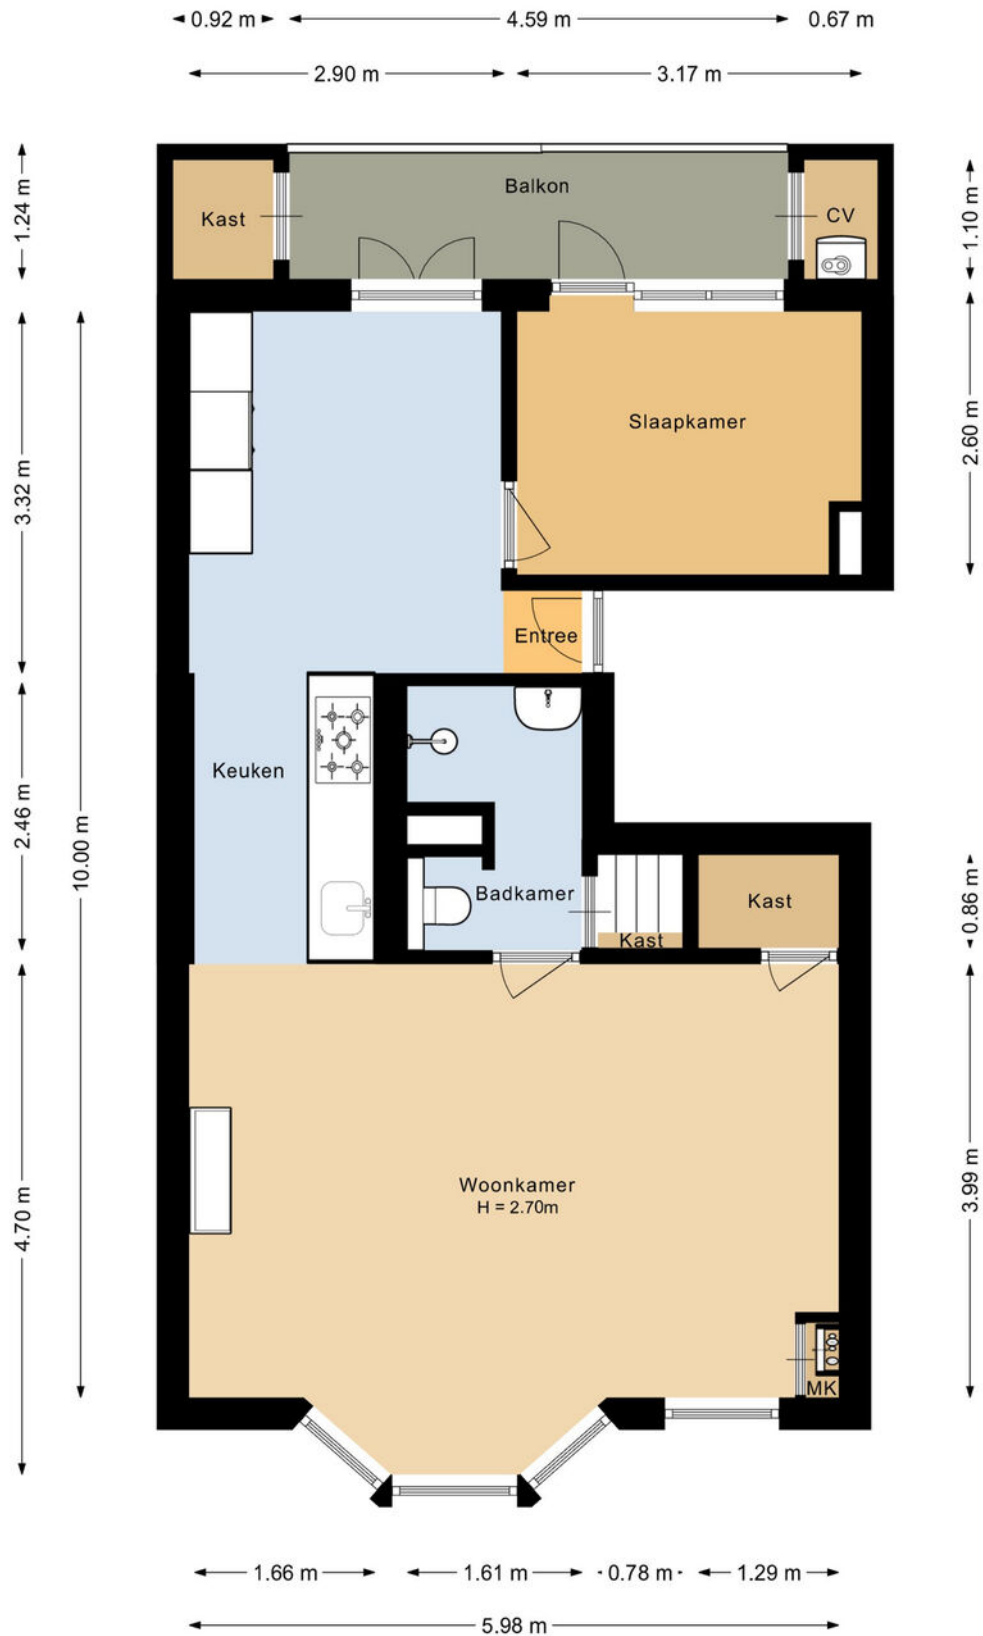 0.92 m 4.59 m 0.67 m
2.90 m 3.17 m
1.24 m
Kast
Balkon
CV
1.10 m
3.32 m
Slaapkamer
2.60 m
Entree
Keuken
2.46 m
10.00 m
Badkamer
Kast
Kast
0.86 m
Woonkamer
H = 2.70m
4.70 m
3.99 m
MK
1.66 m 1.61 m 0.78 m 1.29 m
5.98 m